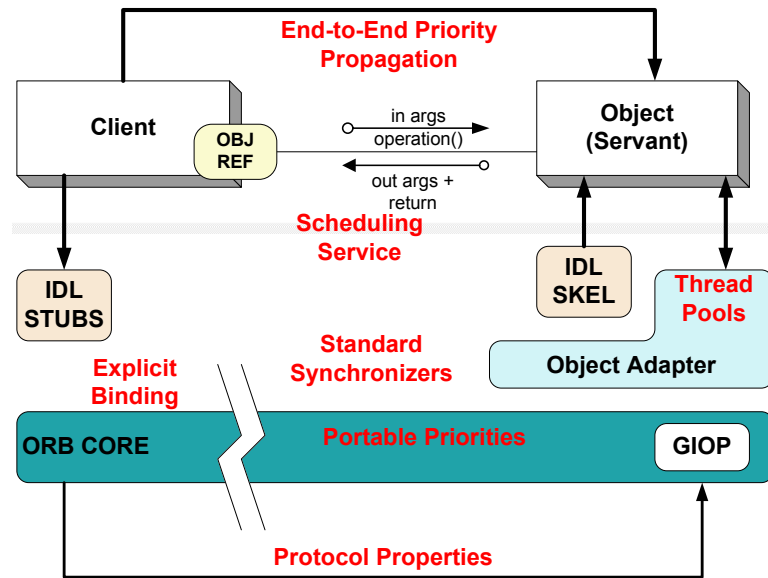 End-to-End Priority
Propagation
Client
OBJ
REF
in args
operation()
out args +
return
Object
(Servant)
Scheduling
Service
IDL
STUBS
IDL
SKEL
Thread
Pools
Explicit
Binding
Standard
Synchronizers
Object Adapter
ORB CORE
Portable Priorities
GIOP
Protocol Properties